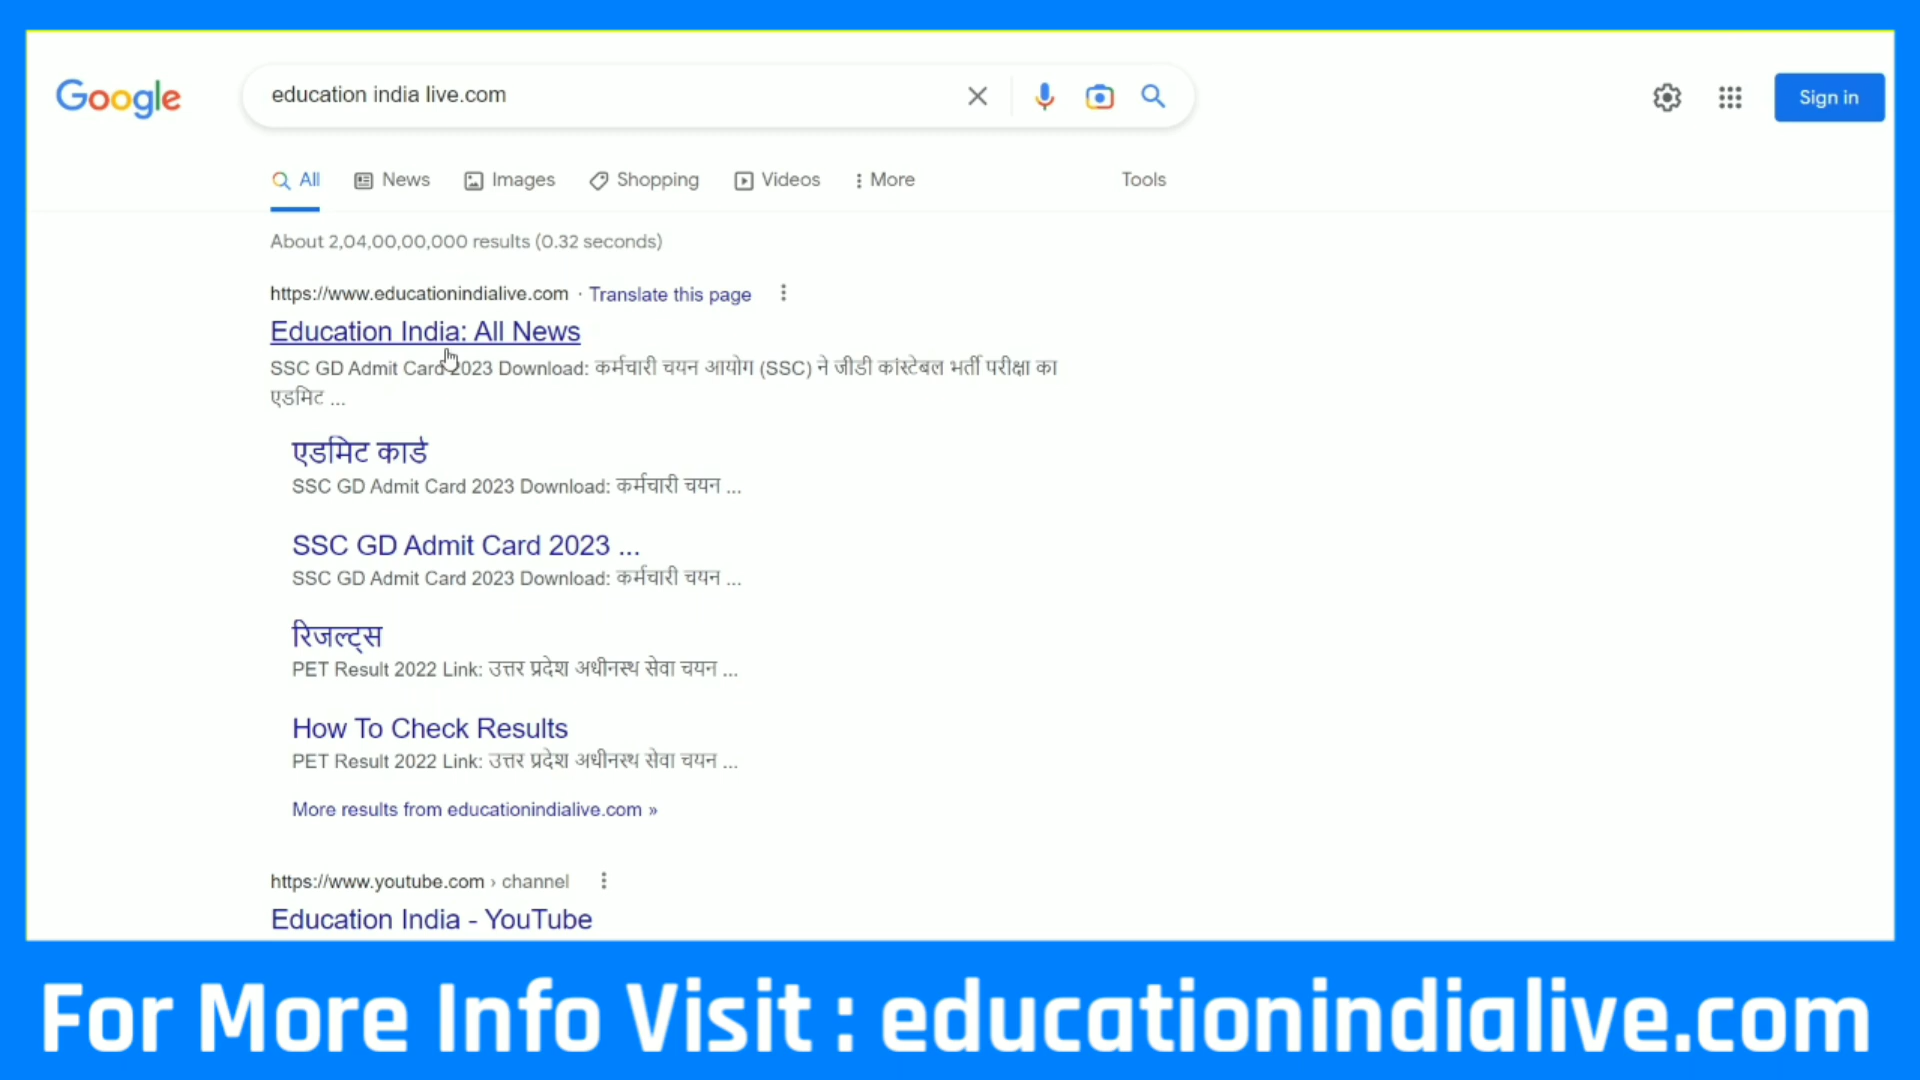 Google
education india live.com
Sign in
All News Images Shopping Videos More Tools
About 2,04,00,00,000 results (0.32 seconds)
https://www.educationindialive.com · Translate this page
Education India: All News
SSC GD Admit Card 2023 Download: कर्मचारी चयन आयोग (SSC) ने जीडी कांस्टेबल भर्ती परीक्षा का
एडमिट ...
एडमिट कार्ड
SSC GD Admit Card 2023 Download: कर्मचारी चयन ...
SSC GD Admit Card 2023 ...
SSC GD Admit Card 2023 Download: कर्मचारी चयन ...
रिजल्ट्स
PET Result 2022 Link: उत्तर प्रदेश अधीनस्थ सेवा चयन ...
How To Check Results
PET Result 2022 Link: उत्तर प्रदेश अधीनस्थ सेवा चयन ...
More results from educationindialive.com »
https://www.youtube.com › channel
Education India - YouTube
For More Info Visit : educationindialive.com